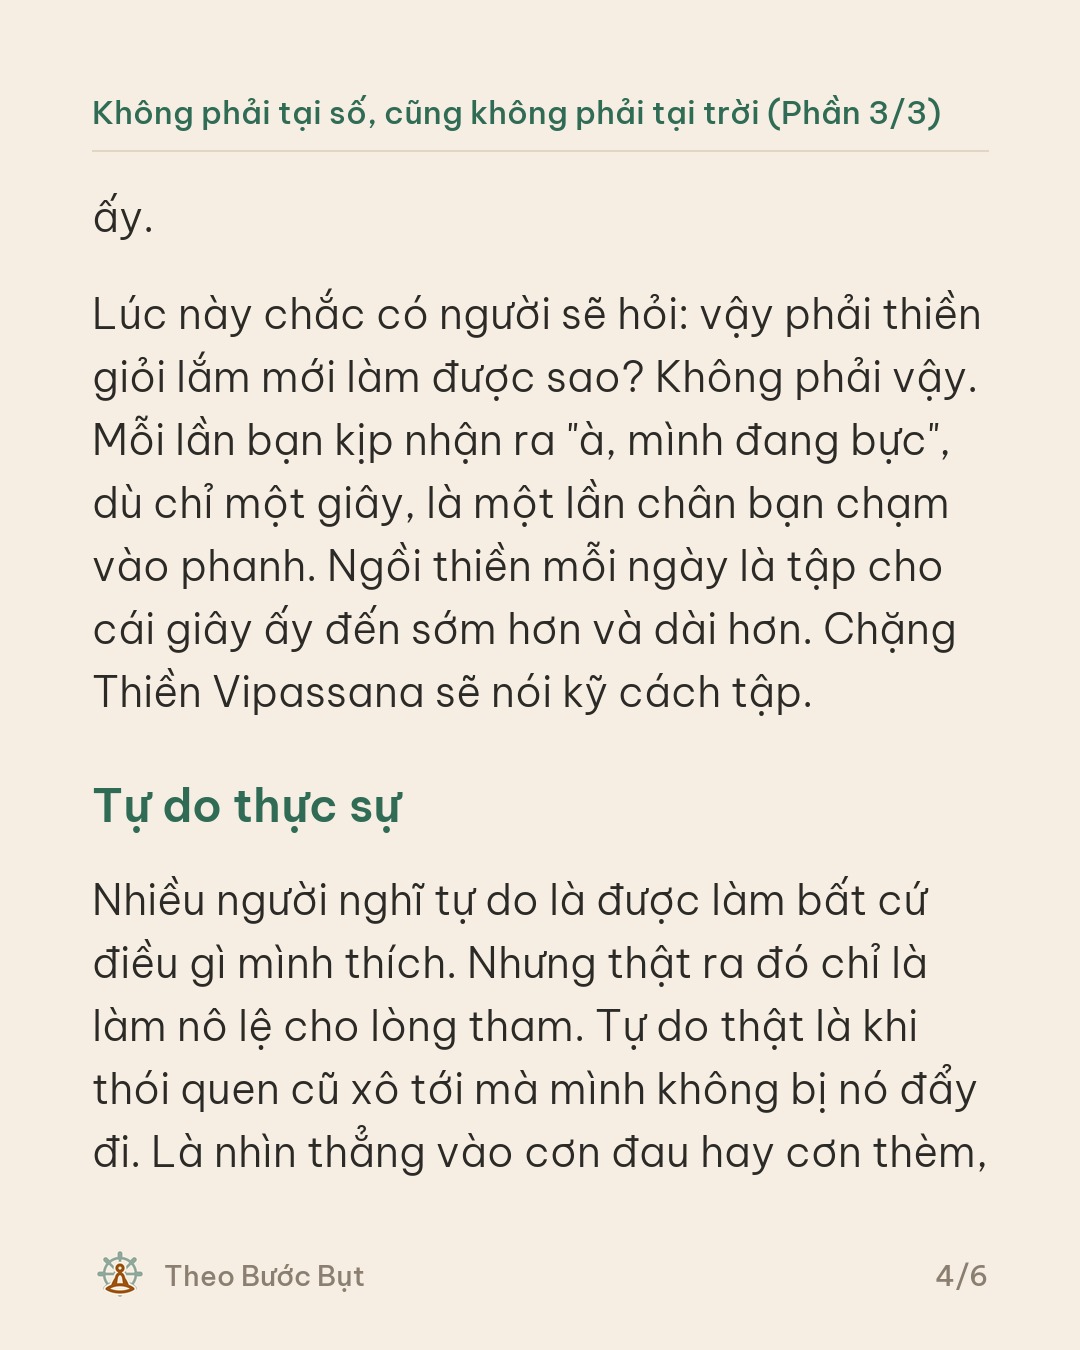 Không phải tại số, cũng không phải tại trời (Phần 3/3)
ấy.
Lúc này chắc có người sẽ hỏi: vậy phải thiền
giỏi lắm mới làm được sao? Không phải vậy.
Mỗi lần bạn kịp nhận ra "à, mình đang bực",
dù chỉ một giây, là một lần chân bạn chạm
vào phanh. Ngồi thiền mỗi ngày là tập cho
cái giây ấy đến sớm hơn và dài hơn. Chặng
Thiền Vipassana sẽ nói kỹ cách tập.
Tự do thực sự
Nhiều người nghĩ tự do là được làm bất cứ
điều gì mình thích. Nhưng thật ra đó chỉ là
làm nô lệ cho lòng tham. Tự do thật là khi
thói quen cũ xô tới mà mình không bị nó đẩy
đi. Là nhìn thẳng vào cơn đau hay cơn thèm,
Theo Bước Bụt
4/6